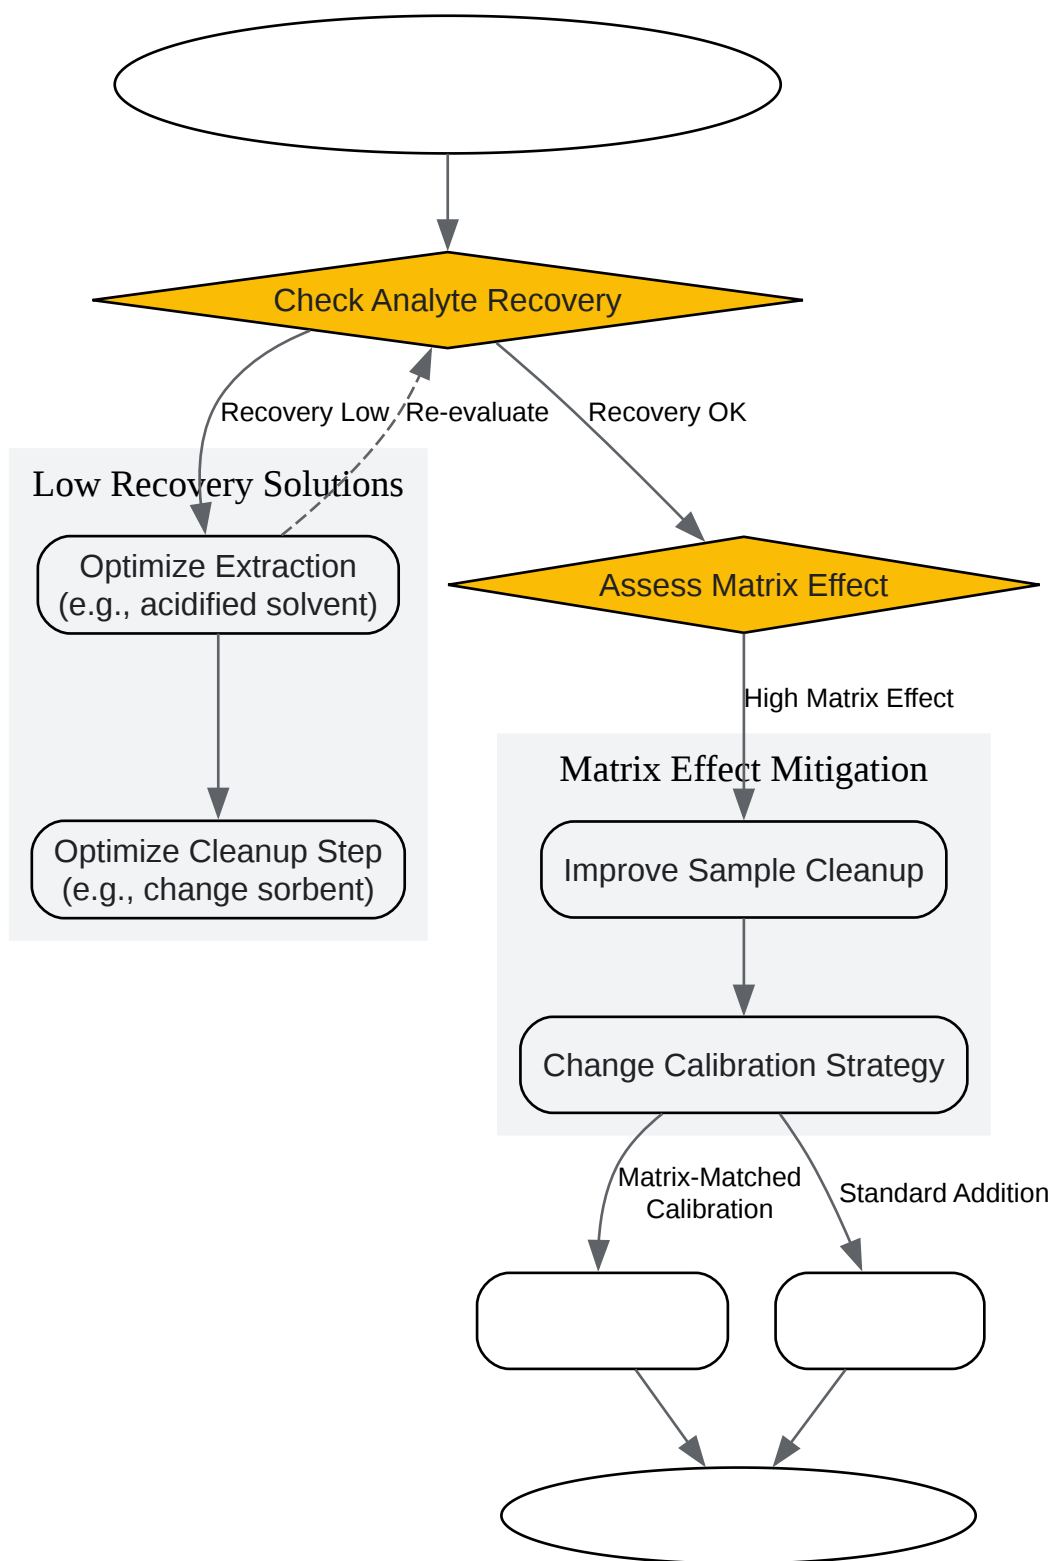 Check Analyte Recovery
Recovery Low
Re-evaluate
Recovery OK
Low Recovery Solutions
Optimize Extraction
(e.g., acidified solvent)
Assess Matrix Effect
High Matrix Effect
Matrix Effect Mitigation
Optimize Cleanup Step
(e.g., change sorbent)
Improve Sample Cleanup
Change Calibration Strategy
Matrix-Matched
Calibration
Standard Addition